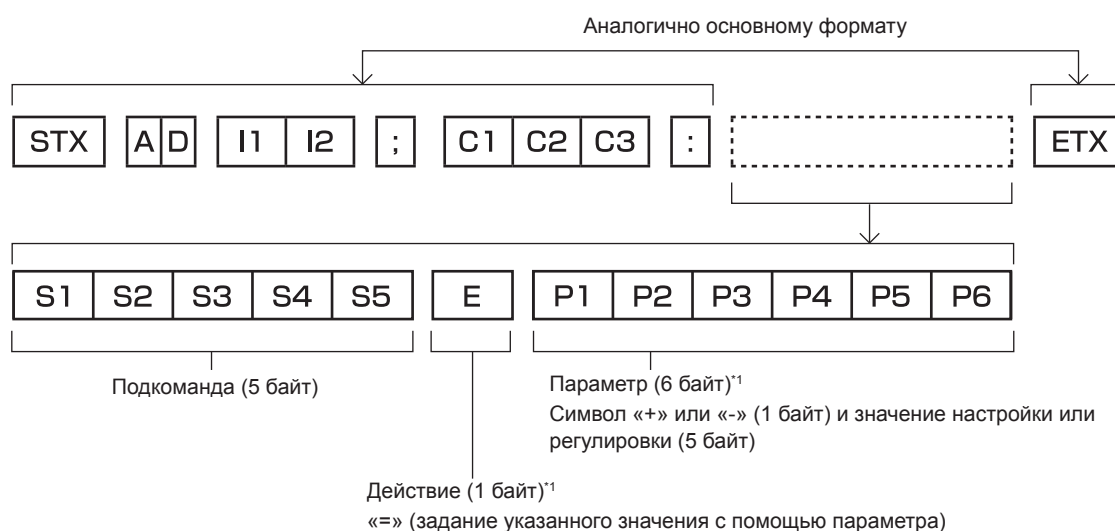 Аналогично основному формату
STX A D I1 I2 ; C1 C2 C3 : ETX
S1 S2 S3 S4 S5 E P1 P2 P3 P4 P5 P6
Подкоманда (5 байт)
Параметр (6 байт)*1
Символ «+» или «-» (1 байт) и значение настройки или
регулировки (5 байт)
Действие (1 байт)*1
«=» (задание указанного значения с помощью параметра)